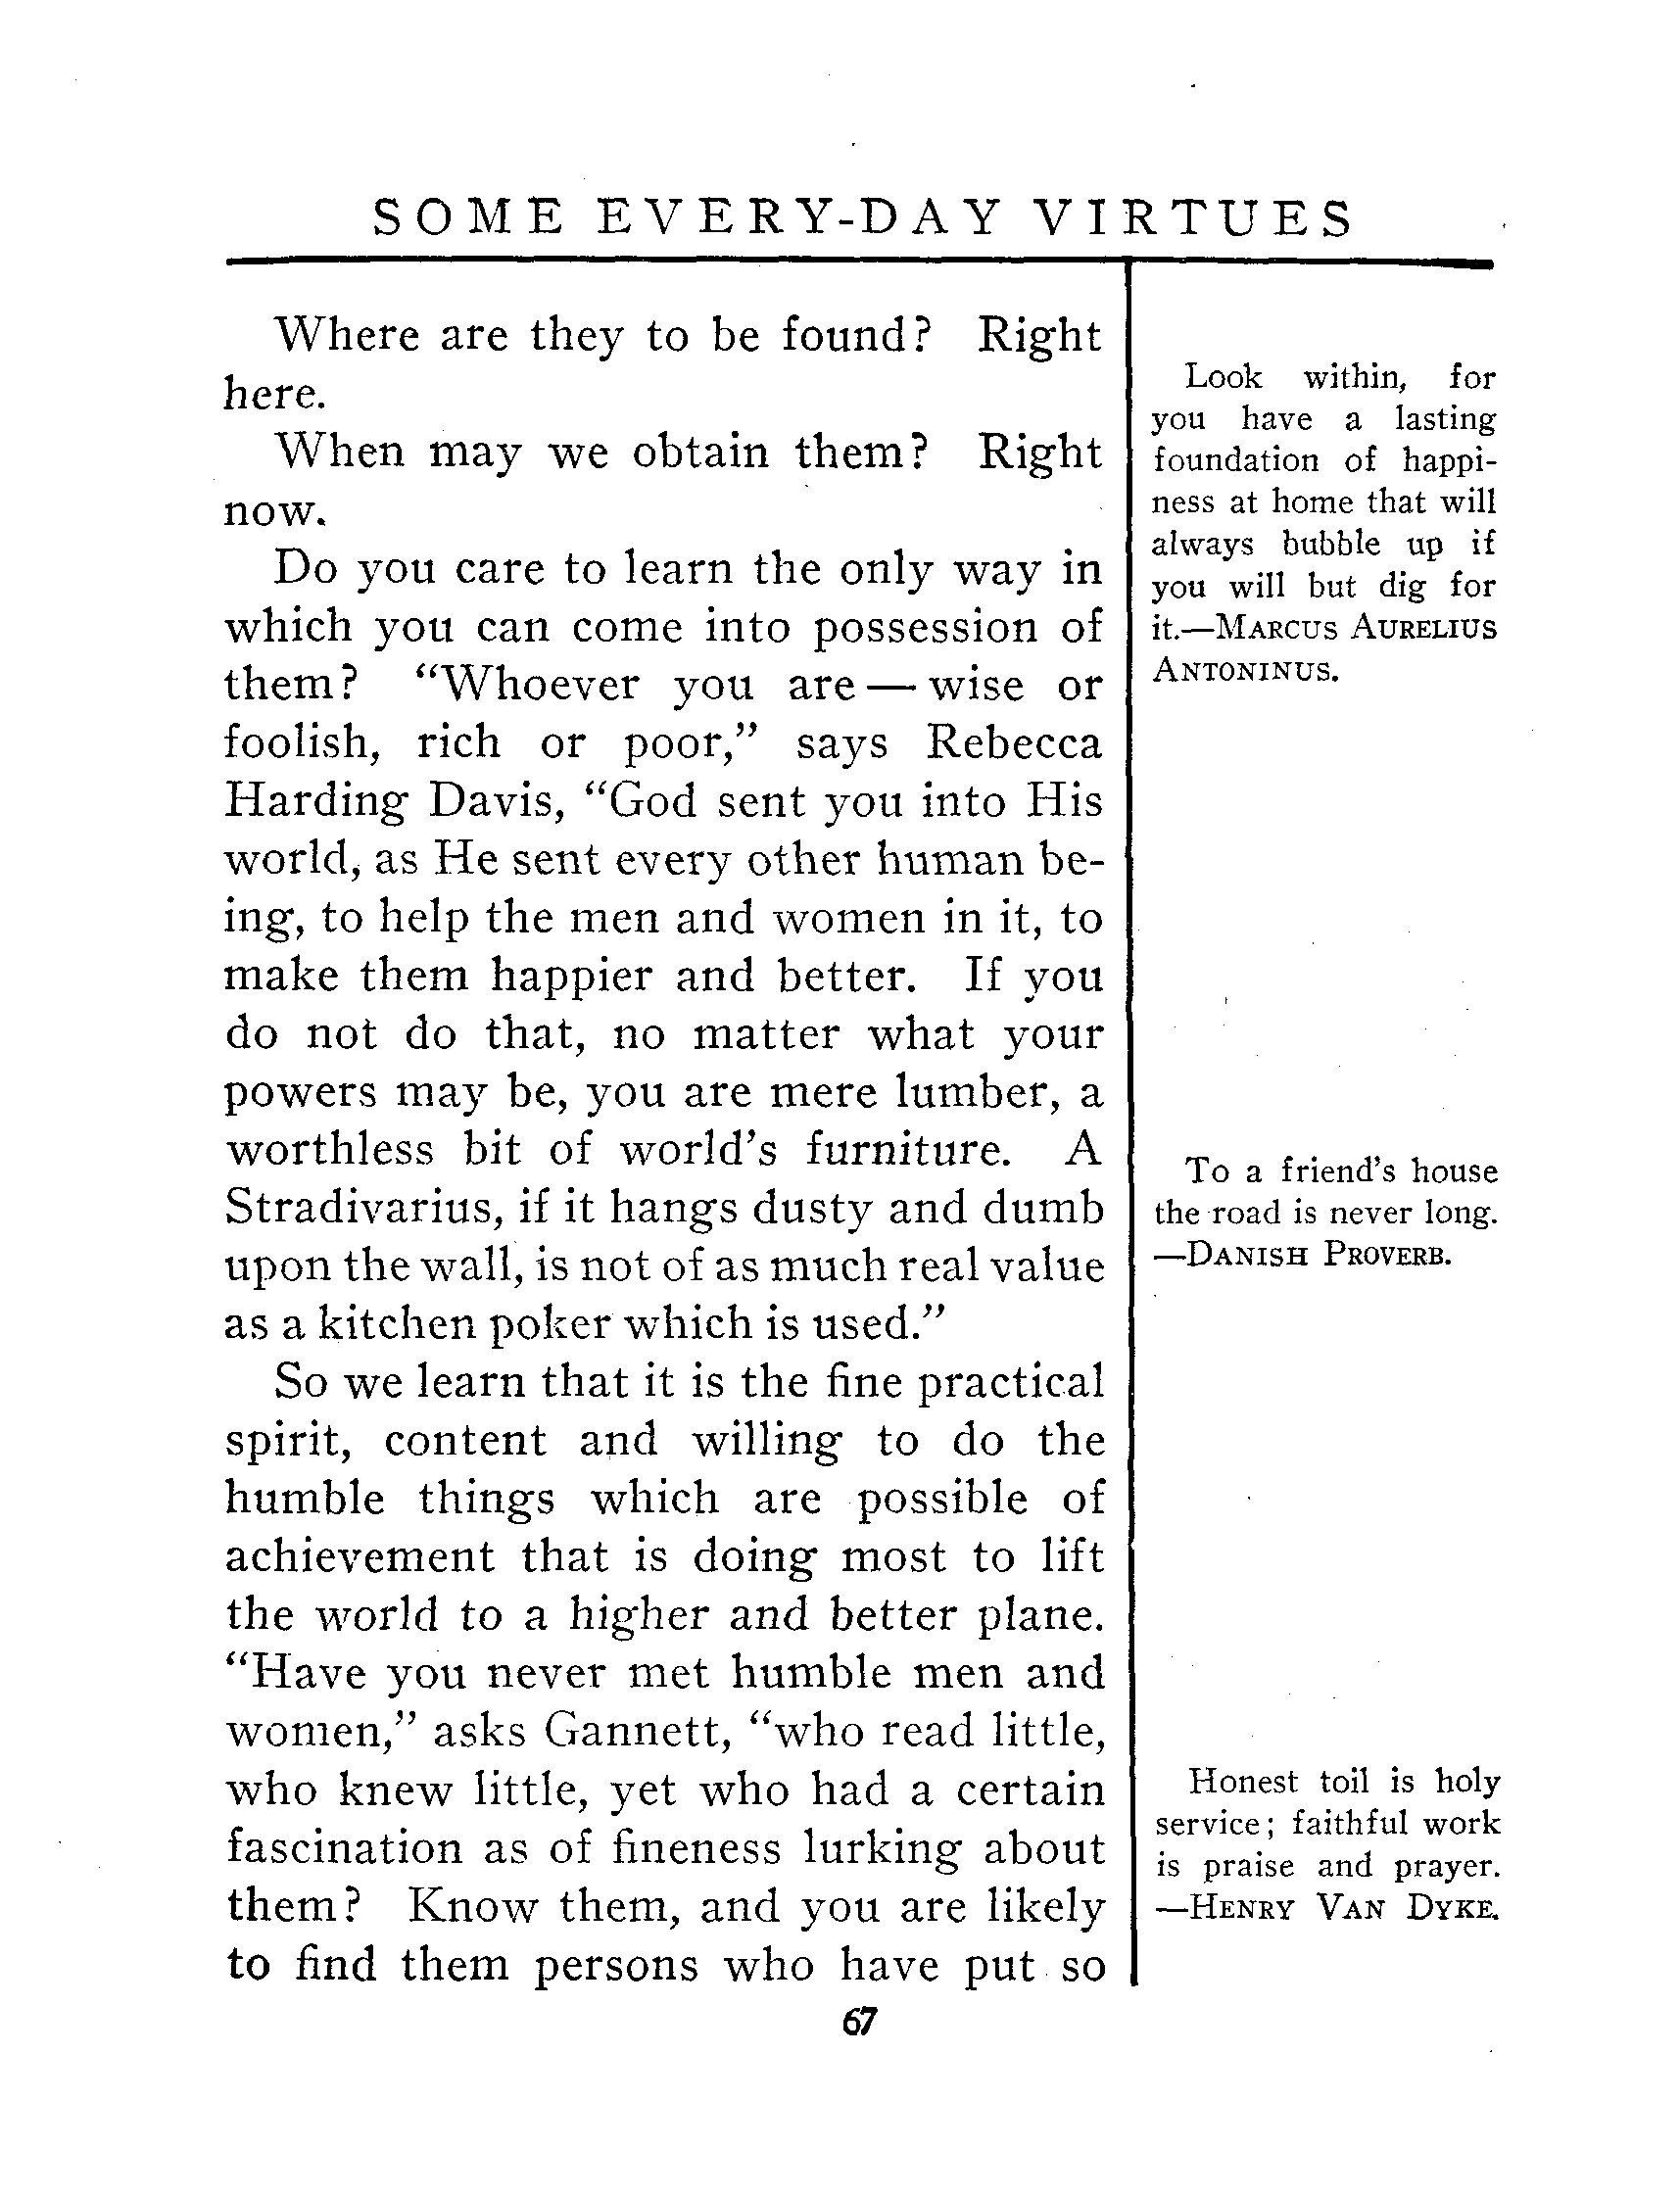 SOME EVERY-DAY VIRTUES
Where are they to be found? Right
here.
When may we obtain them? Right
now.
Do you care to learn the only way in
which you can come into possession of
them? “Whoever you are — wise or
foolish, rich or poor,” says Rebecca
Harding Davis, “God sent you into His
world, as He sent every other human be-
ing, to help the men and women in it, to
make them happier and better. If you
do not do that, no matter what your
powers may be, you are mere lumber, a
worthless bit of world’s furniture. A
Stradivarius, if it hangs dusty and dumb
upon the wall, is not of as much real value
as a kitchen poker which is used.”
So we learn that it is the fine practical
spirit, content and willing to do the
humble things which are possible of
achievement that is doing most to lift
the world to a higher and better plane.
“Have you never met humble men and
women,” asks Gannett, “who read little,
who knew little, yet who had a certain
fascination as of fineness lurking about
them? Know them, and you are likely
to find them persons who have put so
Look within, for
you have a lasting
foundation of happi-
ness at home that will
always bubble up if
you will but dig for
it.—MARCUS AURELIUS
ANTONINUS.
To a friend’s house
the road is never long.
—DANISH PROVERB.
Honest toil is holy
service; faithful work
is praise and prayer.
—HENRY VAN DYKE.
67